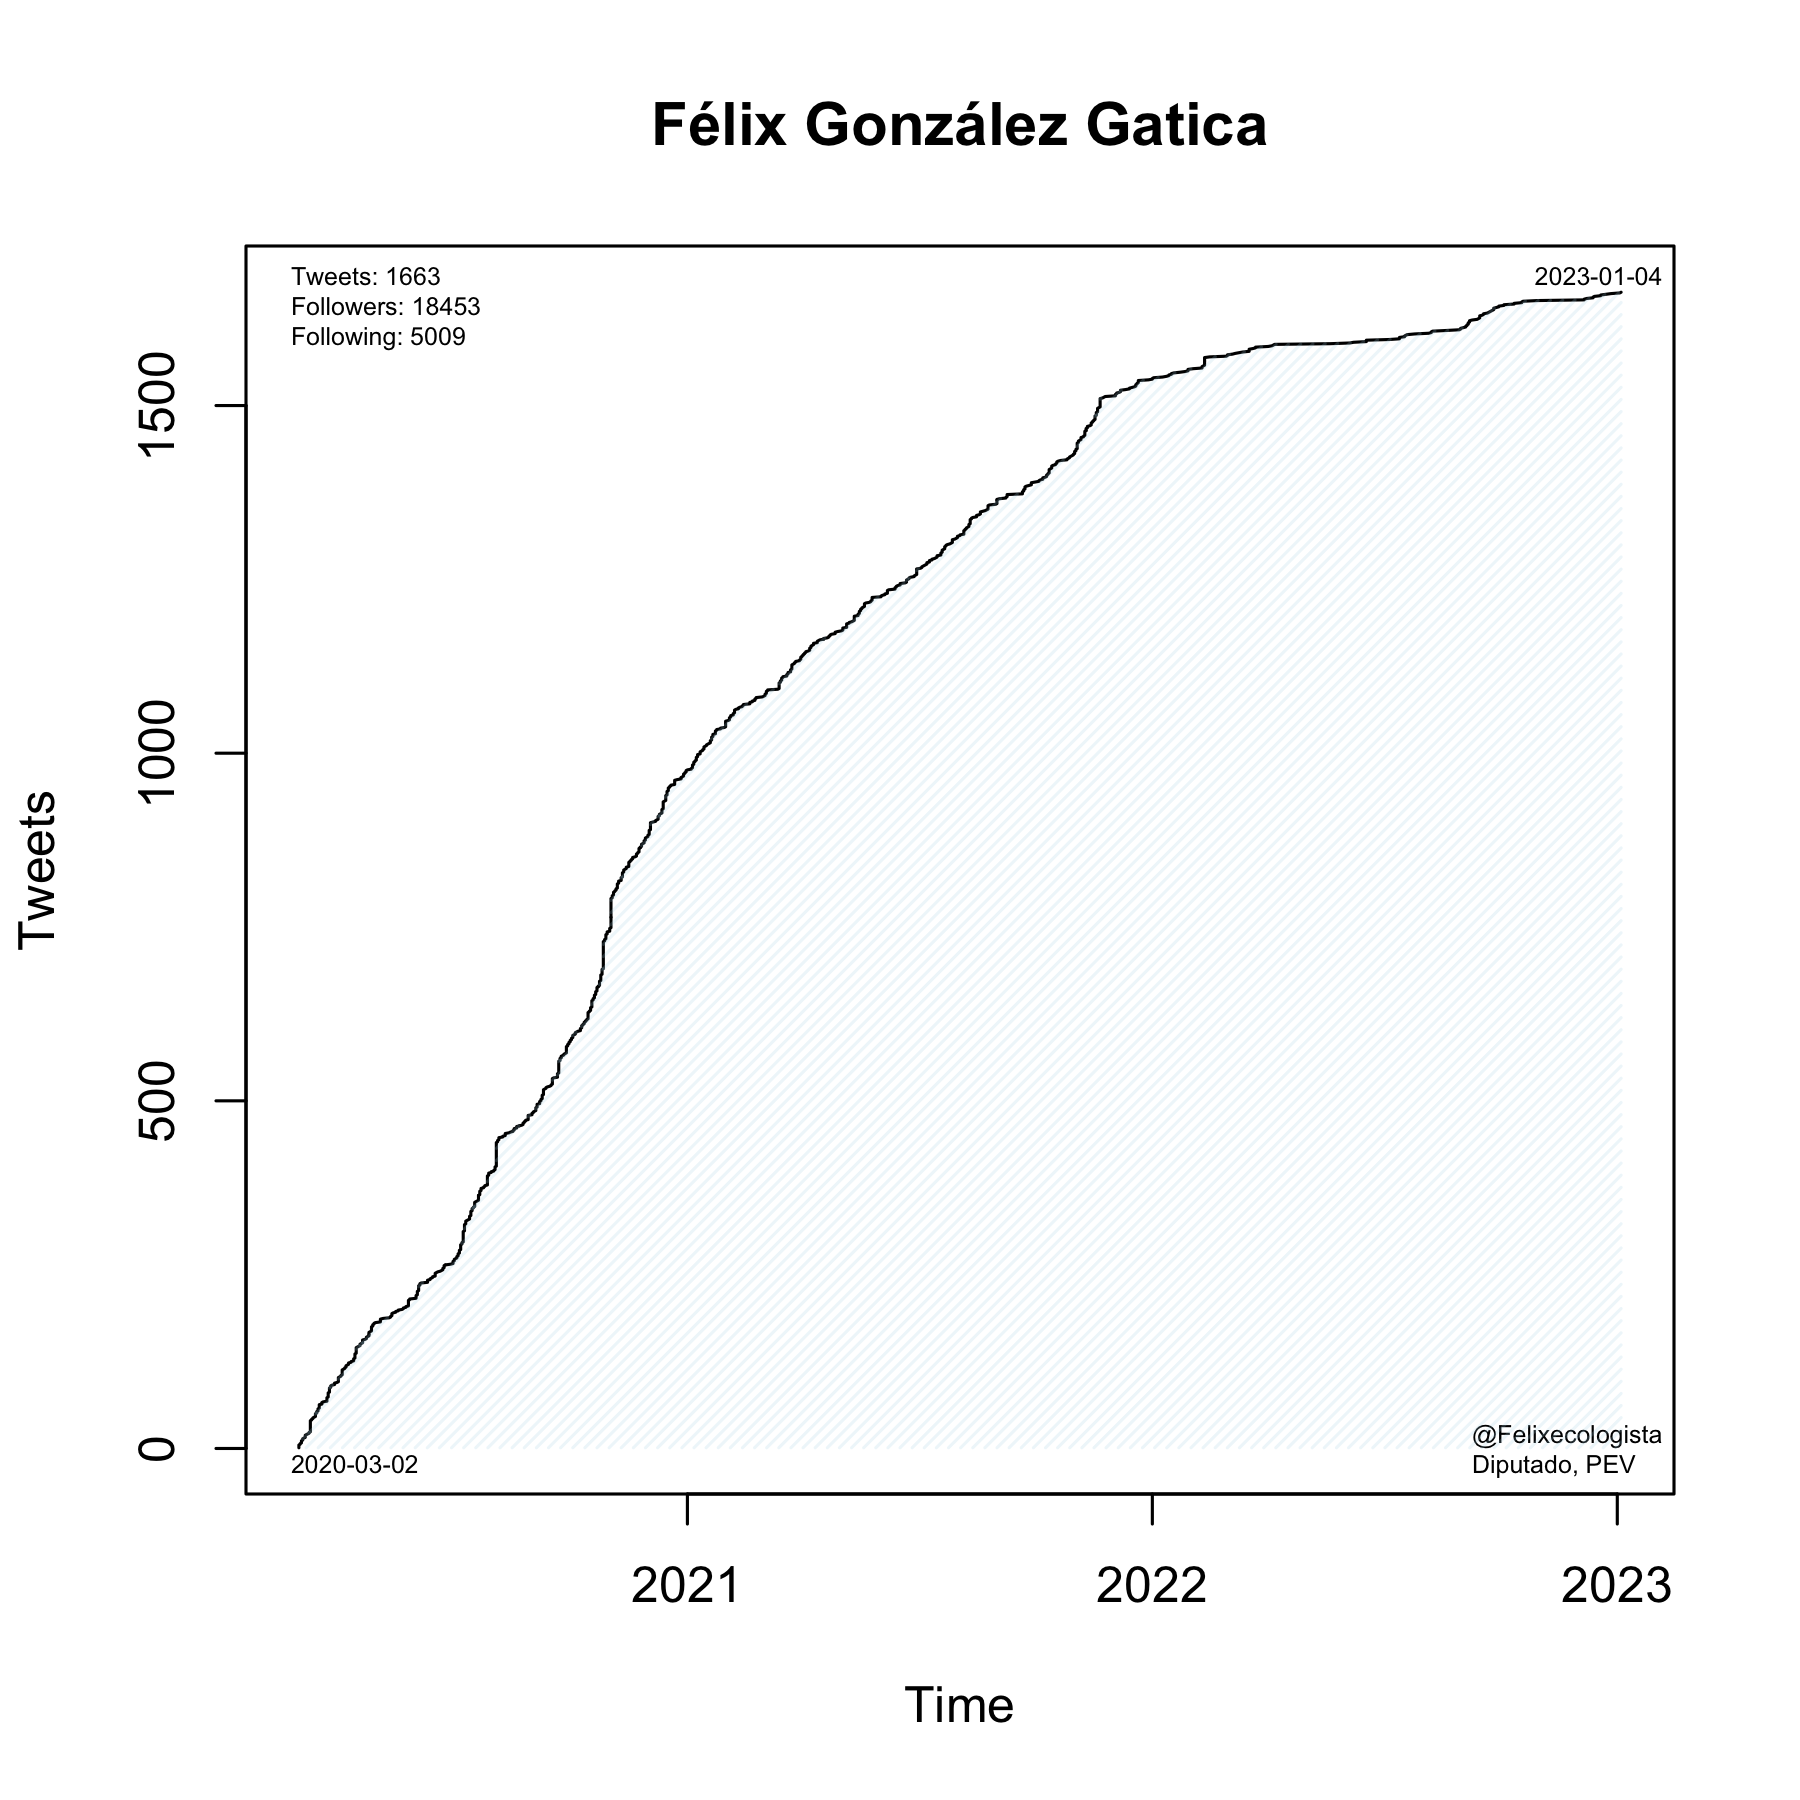 Félix González Gatica
Tweets: 1663
Followers: 18453
Following: 5009
2023-01-04
1500
1000
500
0
Tweets
2020-03-02
@Felixecologista
Diputado, PEV
2021
2022
2023
Time